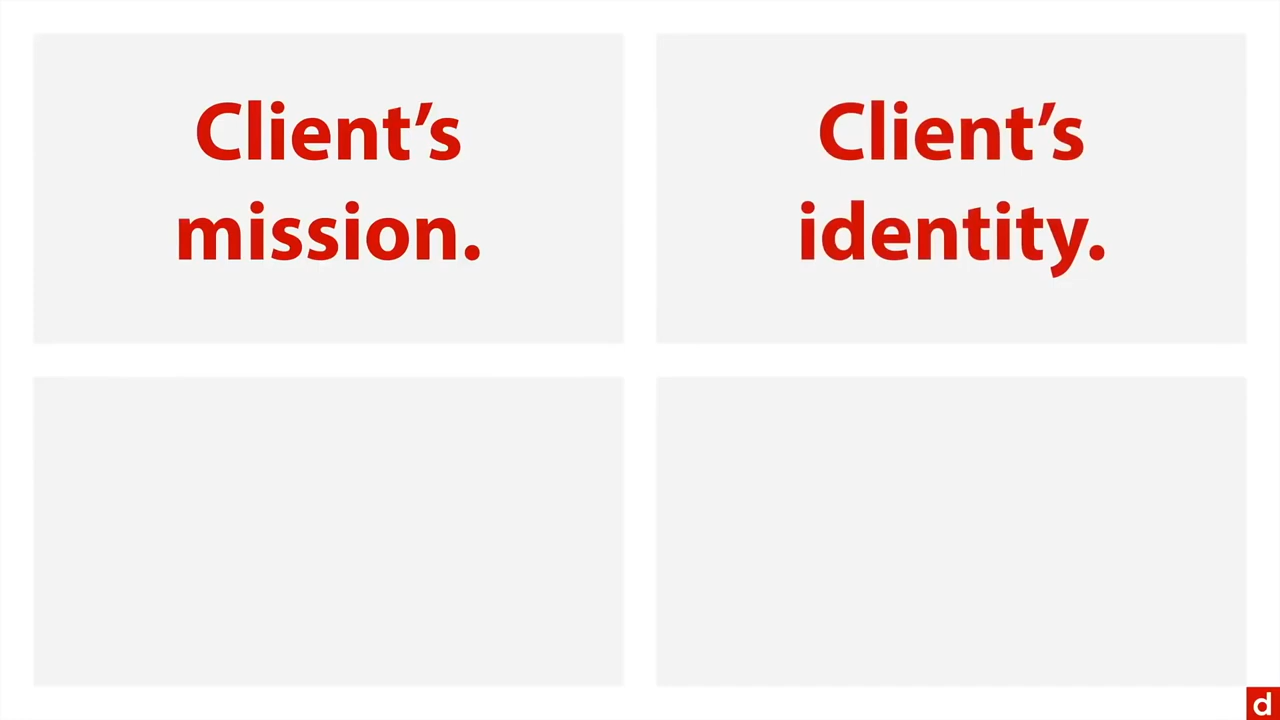 Client’s
mission.
Client’s
identity.
d